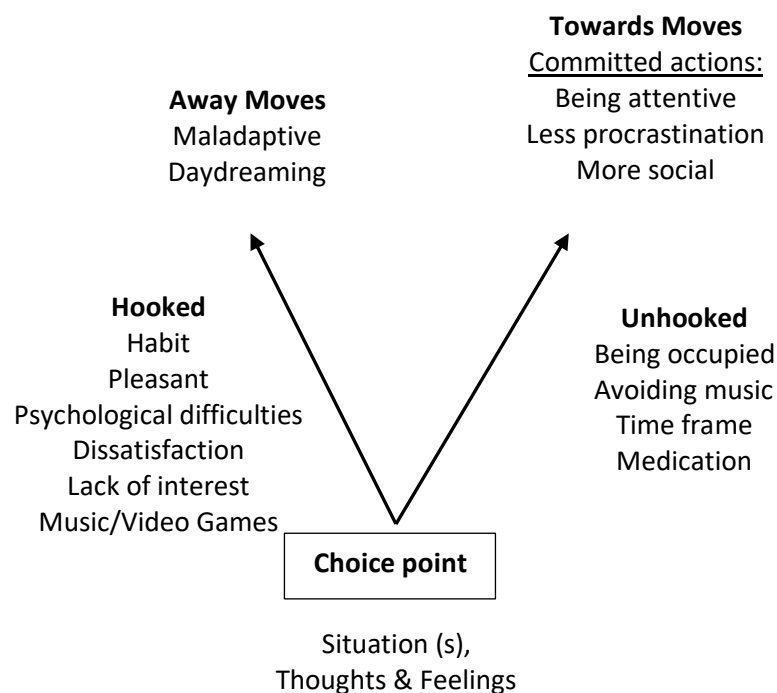 Towards Moves
Committed actions:
Being attentive
Less procrastination
More social
Away Moves
Maladaptive
Daydreaming
Hooked
Habit
Pleasant
Psychological difficulties
Dissatisfaction
Lack of interest
Music/Video Games
Unhooked
Being occupied
Avoiding music
Time frame
Medication
Choice point
Situation (s),
Thoughts & Feelings